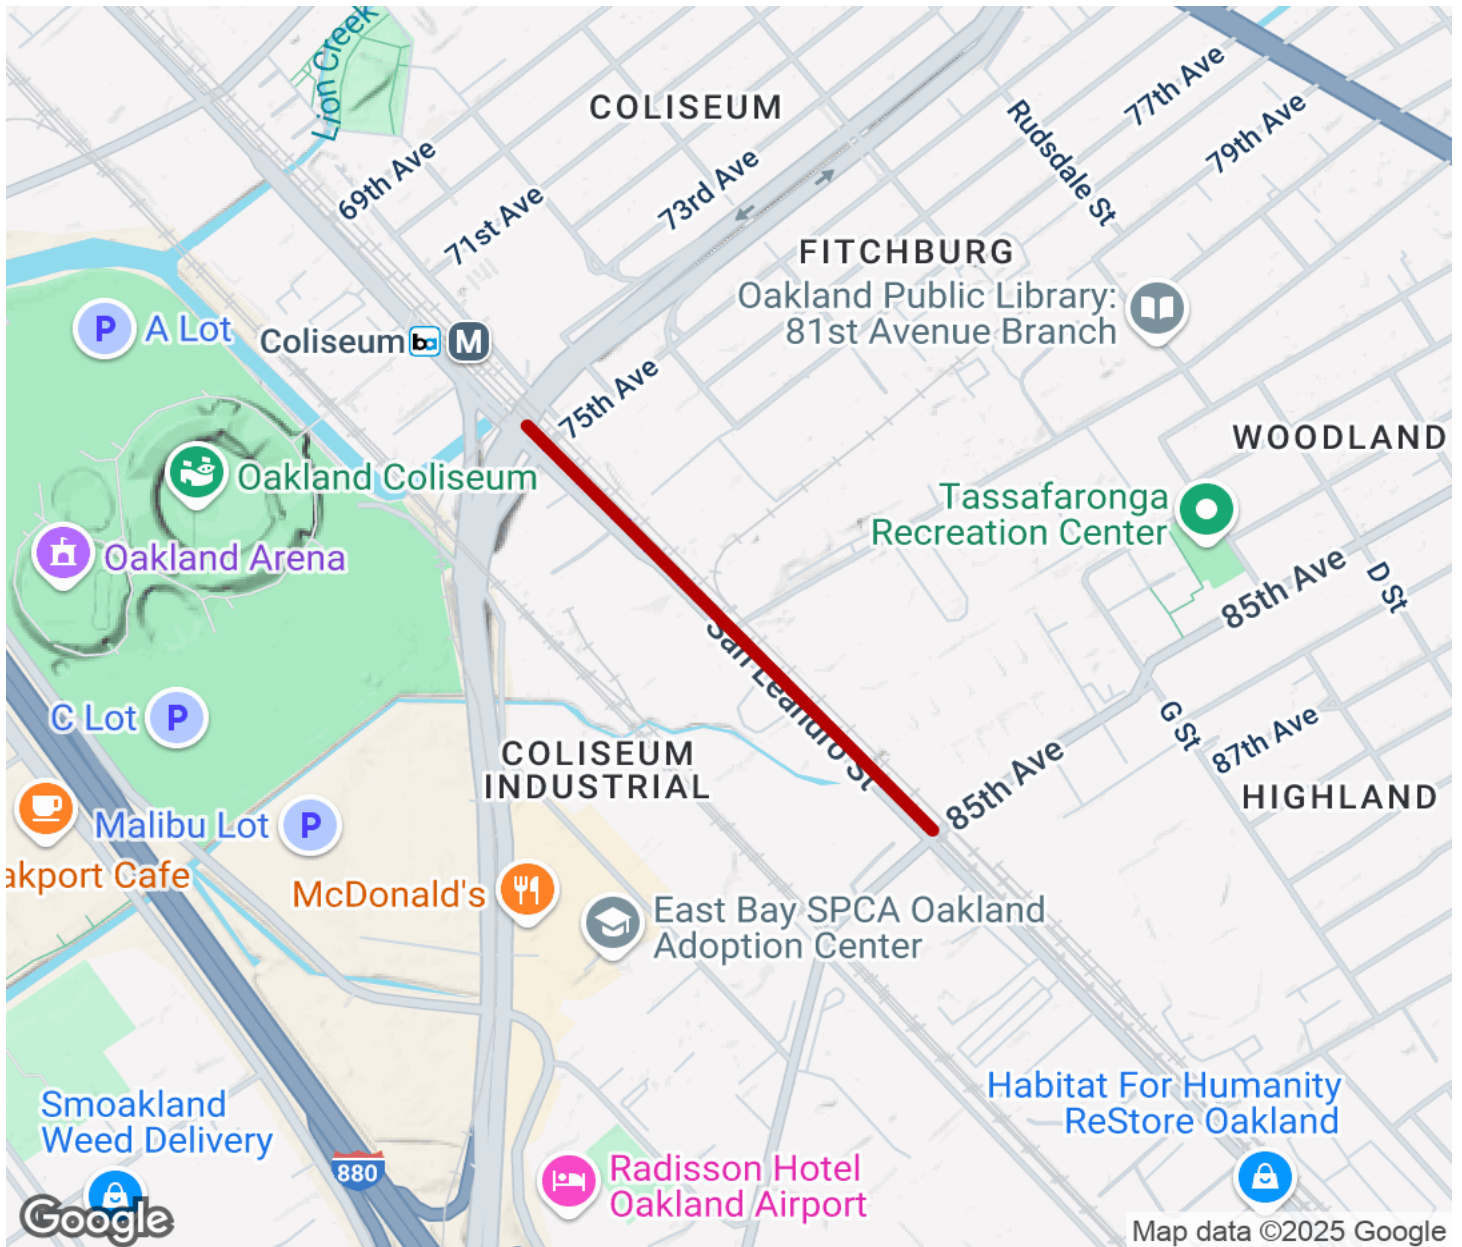 Lion Creek
COLISEUM
77th Ave
79th Ave
Rudsdale St
69th Ave
71st Ave
73rd Ave
FITCHBURG
Oakland Public Library:
81st Avenue Branch
P
A Lot
Coliseum
ba
M
75th Ave
WOODLAND
Oakland Coliseum
Tassafaronga
Recreation Center
Oakland Arena
85th Ave
D St
San Leandro St
P
C Lot
G St
87th Ave
COLISEUM
INDUSTRIAL
85th Ave
HIGHLAND
Malibu Lot
P
akport Cafe
McDonald's
East Bay SPCA Oakland
Adoption Center
Smoakland
Weed Delivery
Habitat For Humanity
ReStore Oakland
880
Radisson Hotel
Oakland Airport
Google
Map data ©2025 Google